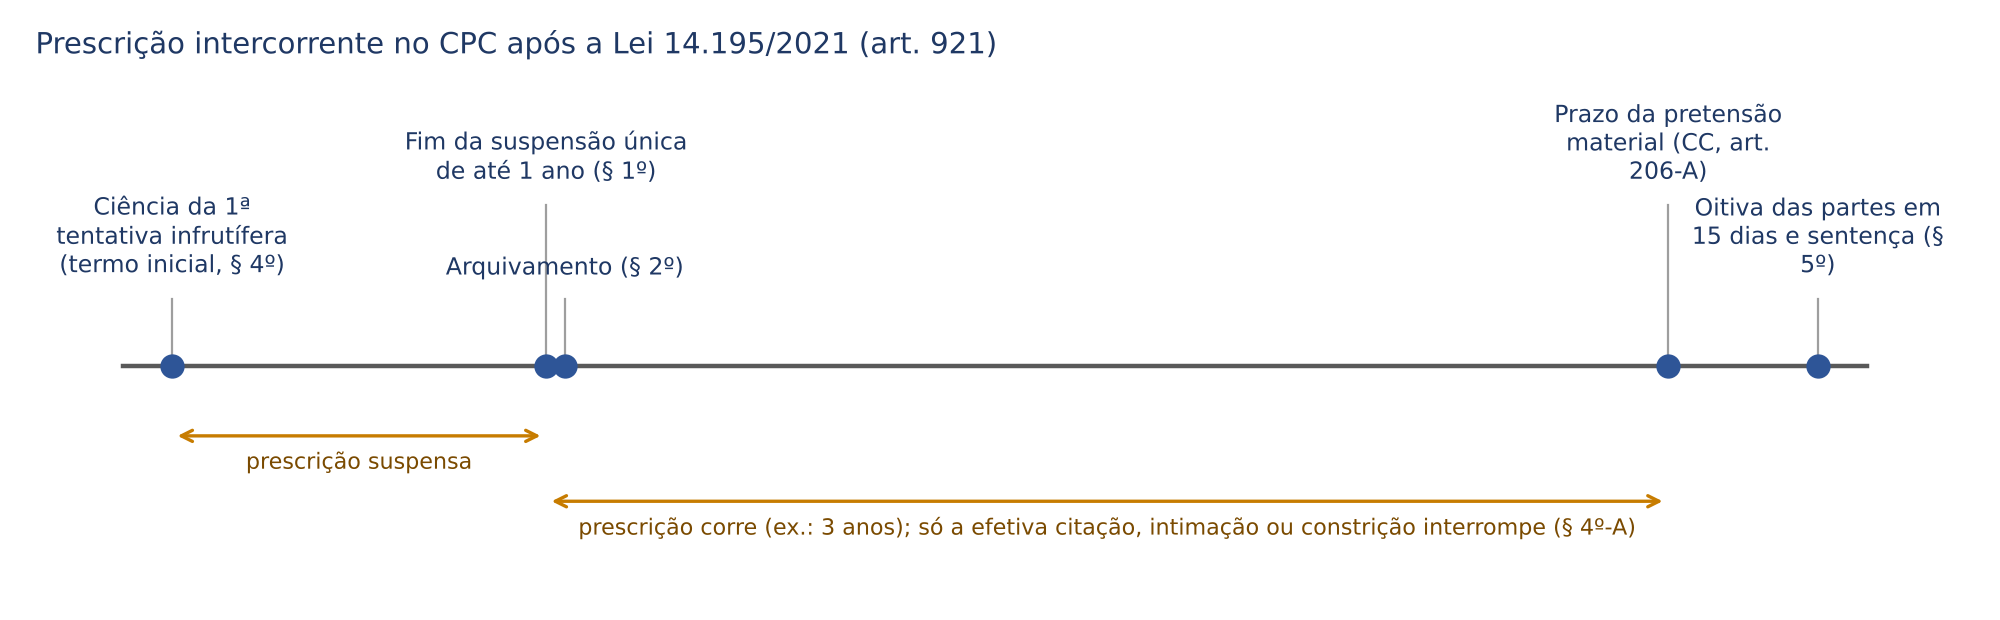 Prescrição intercorrente no CPC após a Lei 14.195/2021 (art. 921)
Ciência da 1ª
tentativa infrutífera
(termo inicial, § 4º)
Fim da suspensão única
de até 1 ano (§ 1º)
Arquivamento (§ 2º)
Prazo da pretensão
material (CC, art.
206-A)
Oitiva das partes em
15 dias e sentença (§
5º)
prescrição suspensa
prescrição corre (ex.: 3 anos); só a efetiva citação, intimação ou constrição interrompe (§ 4º-A)